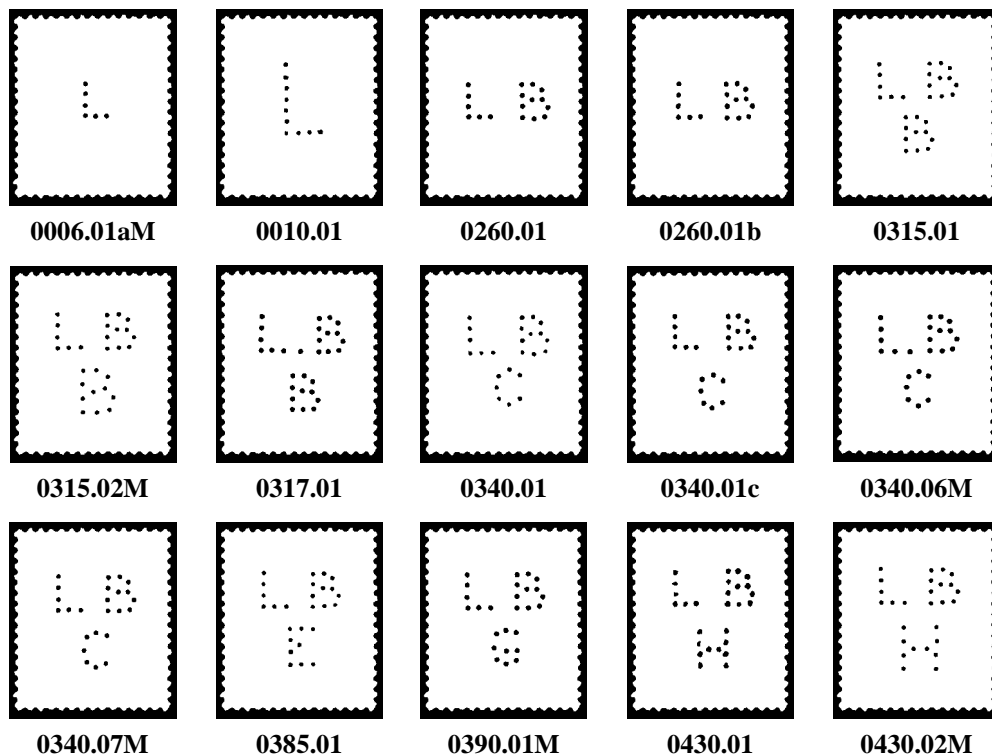 L L L B L B L B
B
0006.01aM 0010.01 0260.01 0260.01b 0315.01
L B L B L B L B L B
B B C C C
0315.02M 0317.01 0340.01 0340.01c 0340.06M
L B L B L B L B L B
C E G H H
0340.07M 0385.01 0390.01M 0430.01 0430.02M